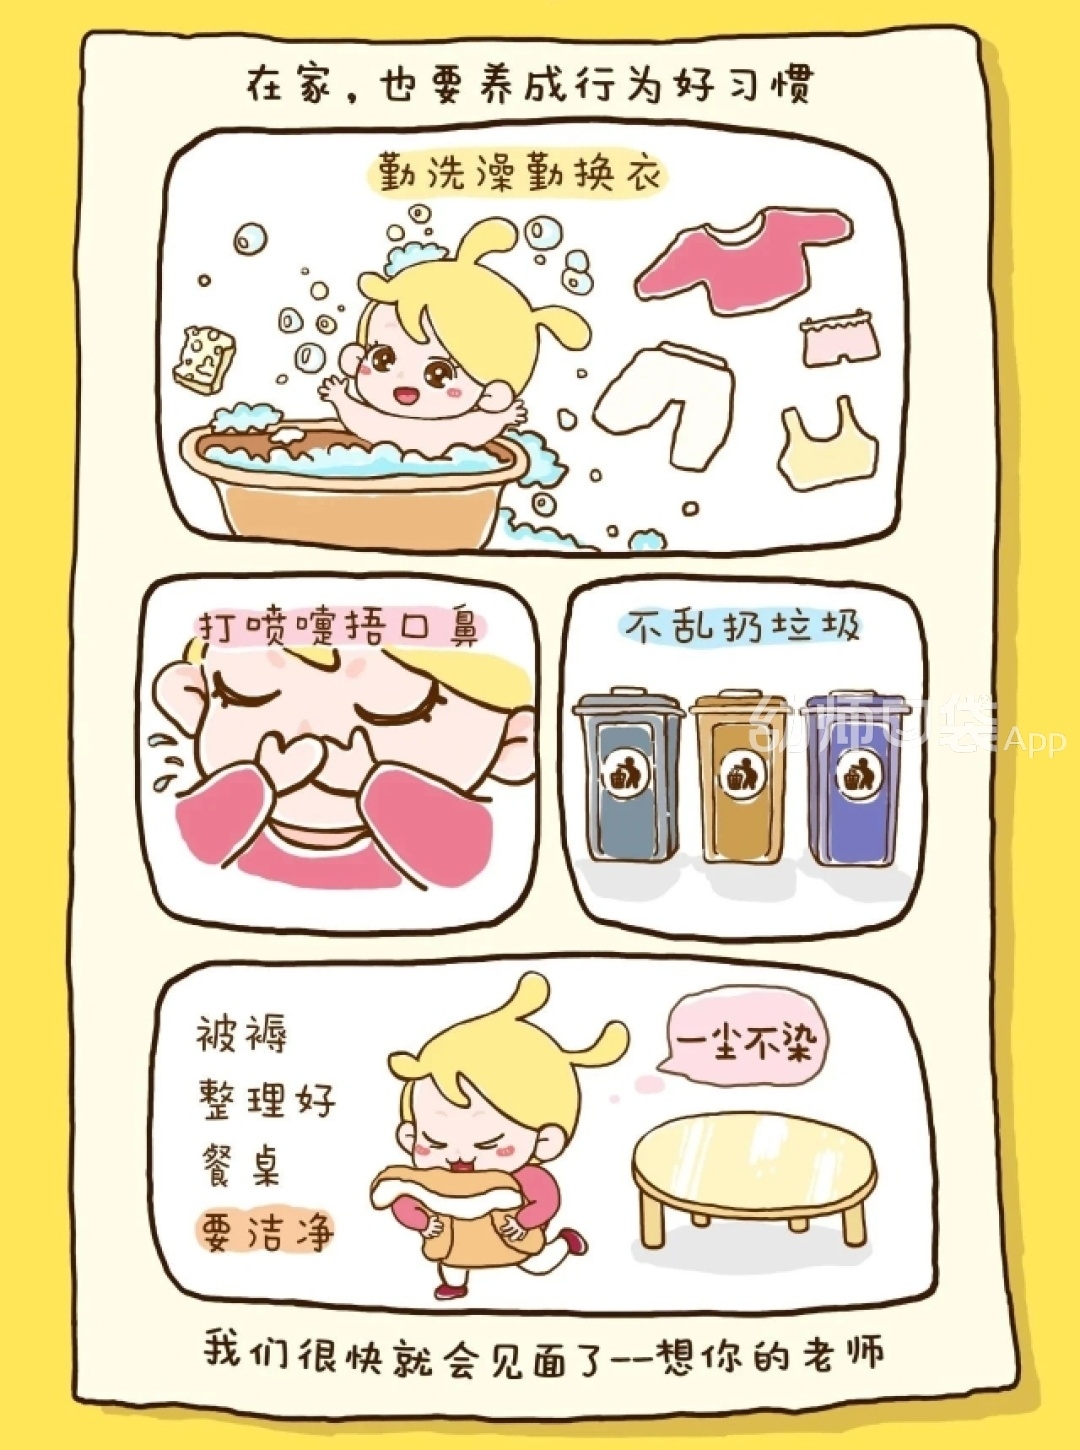 在家，也要养成行为好习惯
勤洗澡勤换衣
打喷嚏捂口鼻
不乱扔垃圾
幼师口袋App
被褥
整理好
餐桌
要洁净
一尘不染
我们很快就会见面了--想你的老师